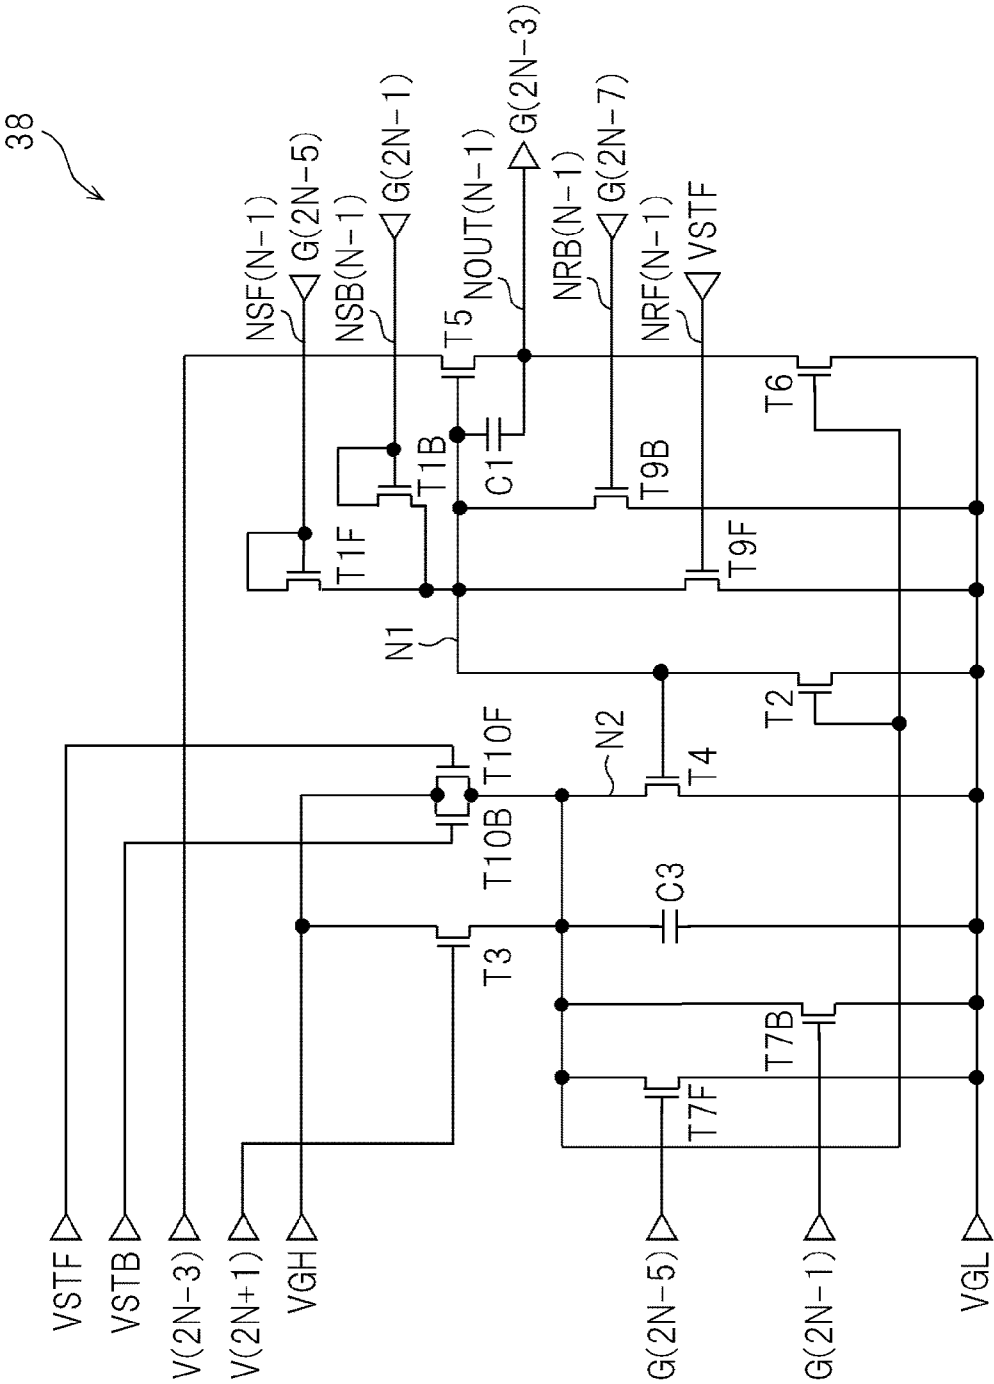 38
VSTF
VSTB
V(2N-3)
V(2N+1)
VGH
G(2N-5)
G(2N-1)
VGL
T10F
T10B
T3
N2
T4
C3
T7B
T7F
N1
T2
T1F
T1B
T5
C1
T9B
T9F
T6
NSF(N-1)
G(2N-5)
NSB(N-1)
G(2N-1)
NOUT(N-1)
G(2N-3)
NRB(N-1)
G(2N-7)
NRF(N-1)
VSTF